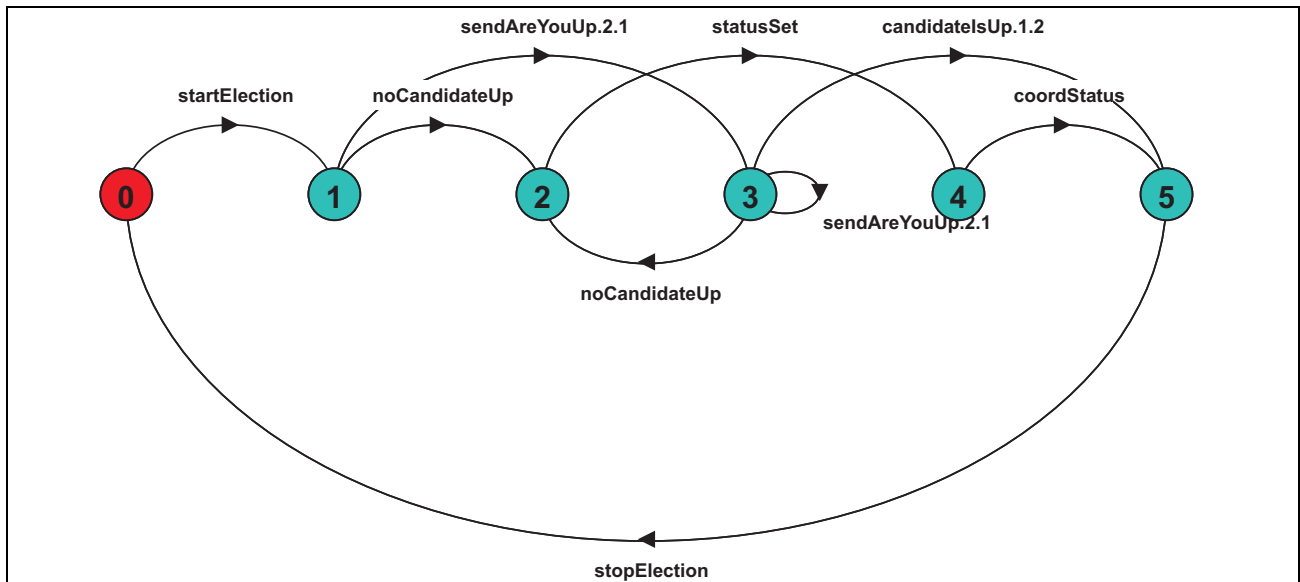 sendAreYouUp.2.1
statusSet
candidateIsUp.1.2
startElection
noCandidateUp
coordStatus
0
1
2
3
4
5
sendAreYouUp.2.1
noCandidateUp
stopElection